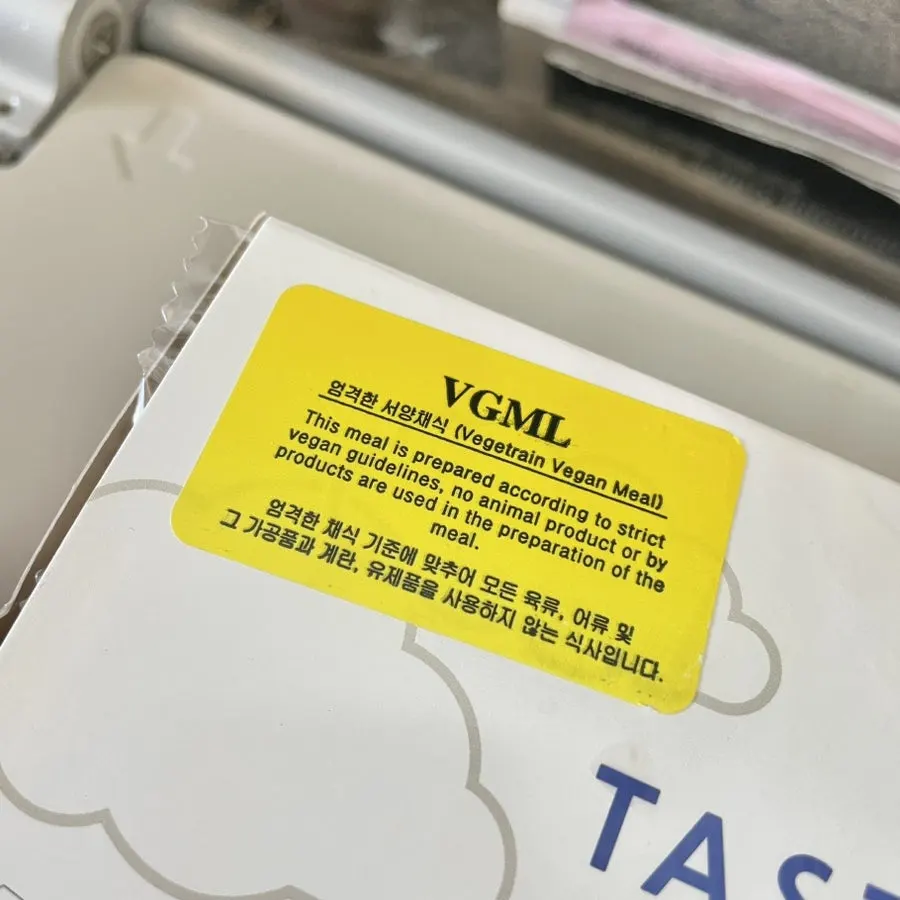 VGML
엄격한 서양채식 (Vegetrain Vegan Meal)
This meal is prepared according to strict
vegan guidelines, no animal product or by
products are used in the preparation of the
meal.
엄격한 채식 기준에 맞추어 모든 육류, 어류 및
그 가공품과 계란, 유제품을 사용하지 않는 식사입니다.
TAS